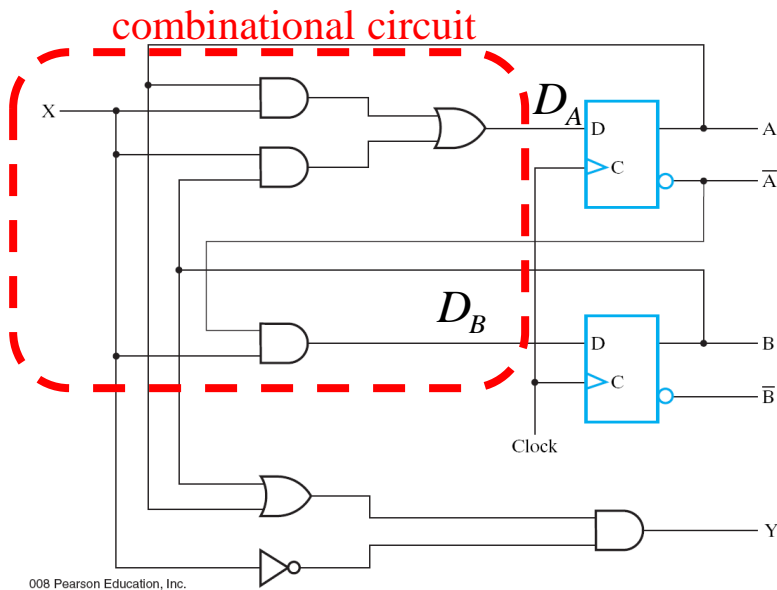 combinational circuit
X
D_A
D
A
C
A̅
D_B
D
B
C
B̅
Clock
Y
008 Pearson Education, Inc.